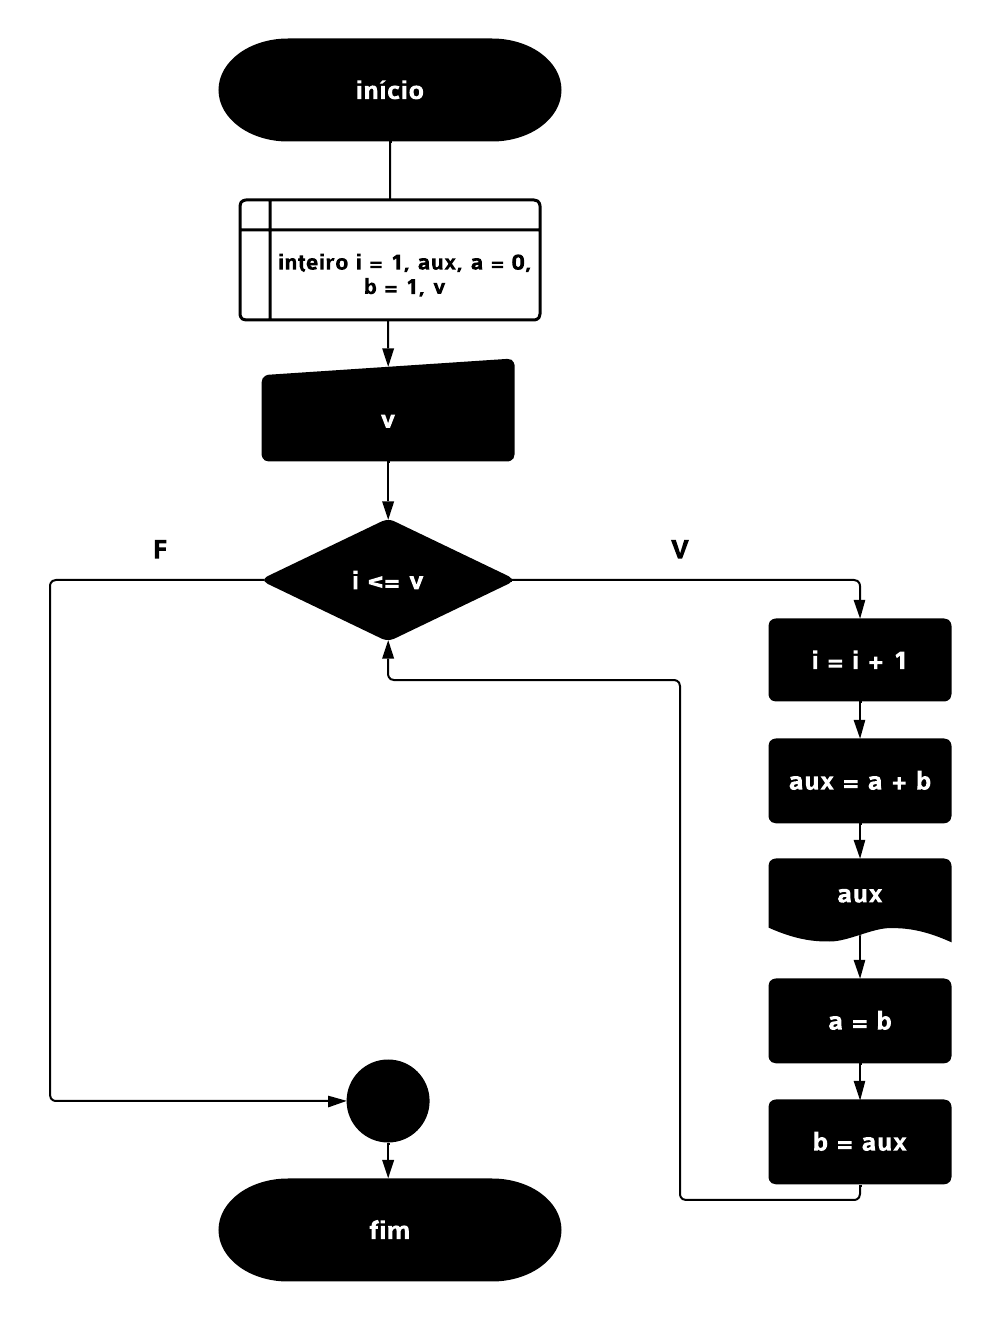 início
inteiro i = 1, aux, a = 0,
b = 1, v
v
F
V
i <= v
i = i + 1
aux = a + b
aux
a = b
b = aux
fim